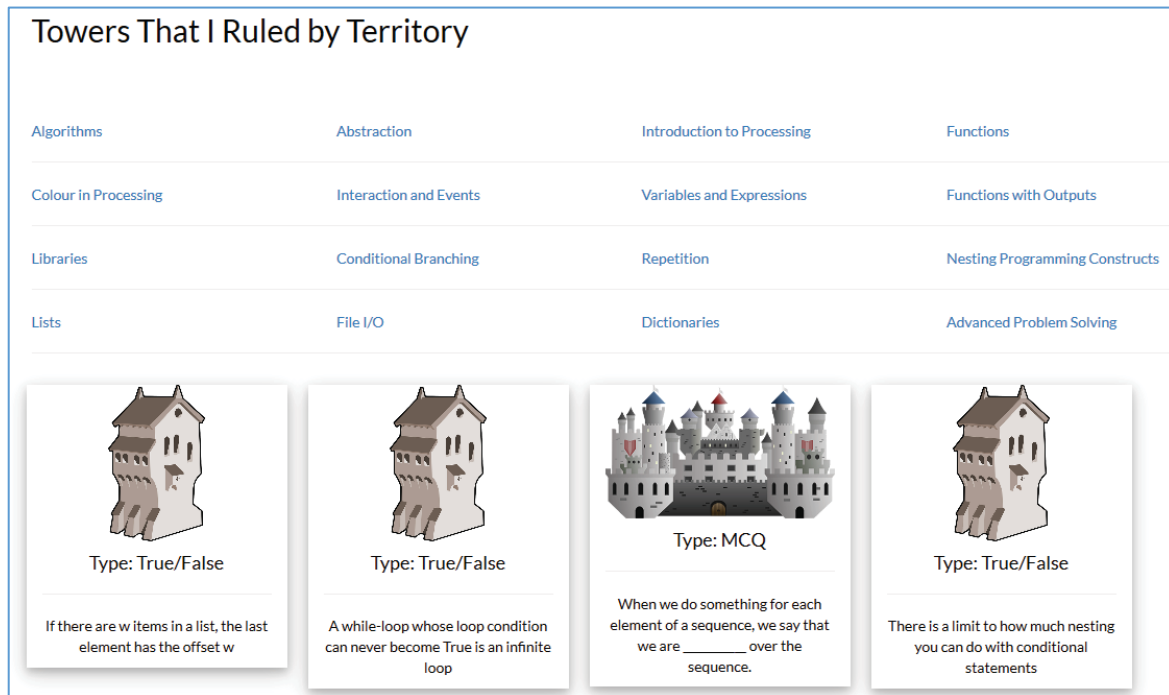 Towers That I Ruled by Territory
Algorithms Abstraction Introduction to Processing Functions
Colour in Processing Interaction and Events Variables and Expressions Functions with Outputs
Libraries Conditional Branching Repetition Nesting Programming Constructs
Lists File I/O Dictionaries Advanced Problem Solving
Type: True/False
If there are w items in a list, the last
element has the offset w
Type: True/False
A while-loop whose loop condition
can never become True is an infinite
loop
Type: MCQ
When we do something for each
element of a sequence, we say that
we are __________ over the
sequence.
Type: True/False
There is a limit to how much nesting
you can do with conditional
statements